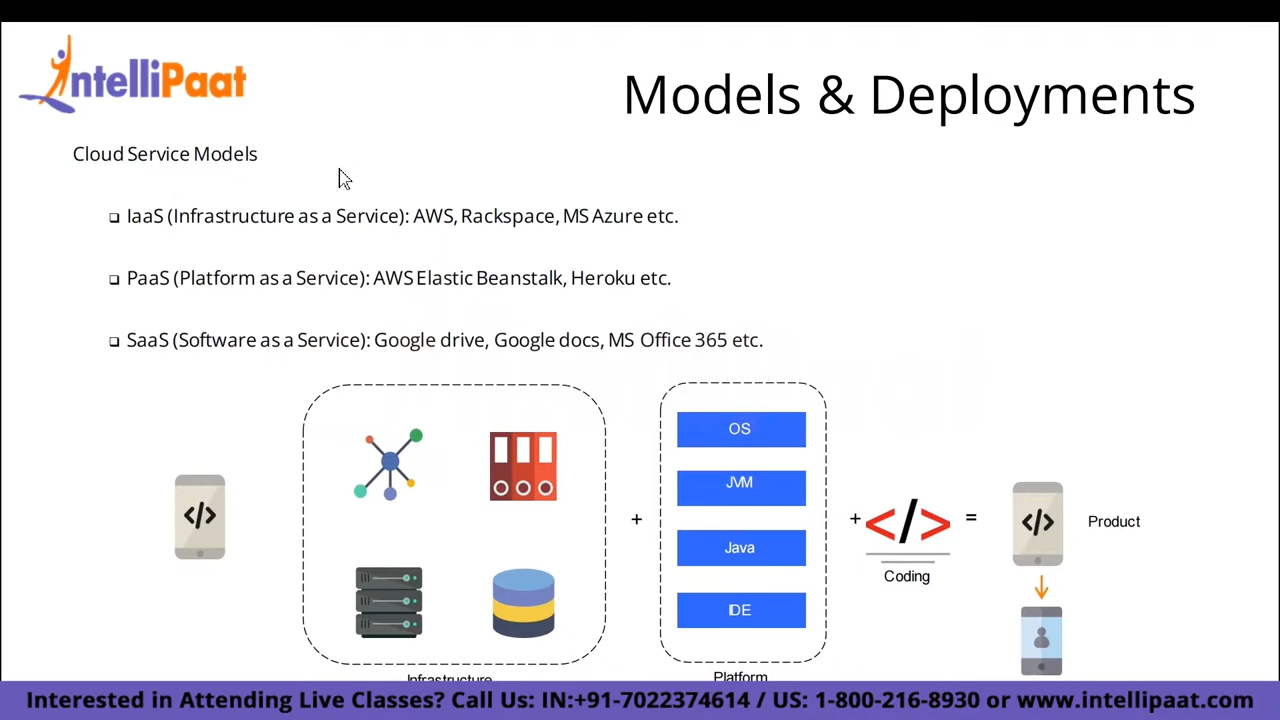 IntelliPaat
Models & Deployments
Cloud Service Models
IaaS (Infrastructure as a Service): AWS, Rackspace, MS Azure etc.
PaaS (Platform as a Service): AWS Elastic Beanstalk, Heroku etc.
SaaS (Software as a Service): Google drive, Google docs, MS Office 365 etc.
OS
JVM
Java
IDE
</>
</>
</>
+
+
=
Product
Coding
Infrastructure
Platform
Interested in Attending Live Classes? Call Us: IN:+91-7022374614 / US: 1-800-216-8930 or www.intellipaat.com